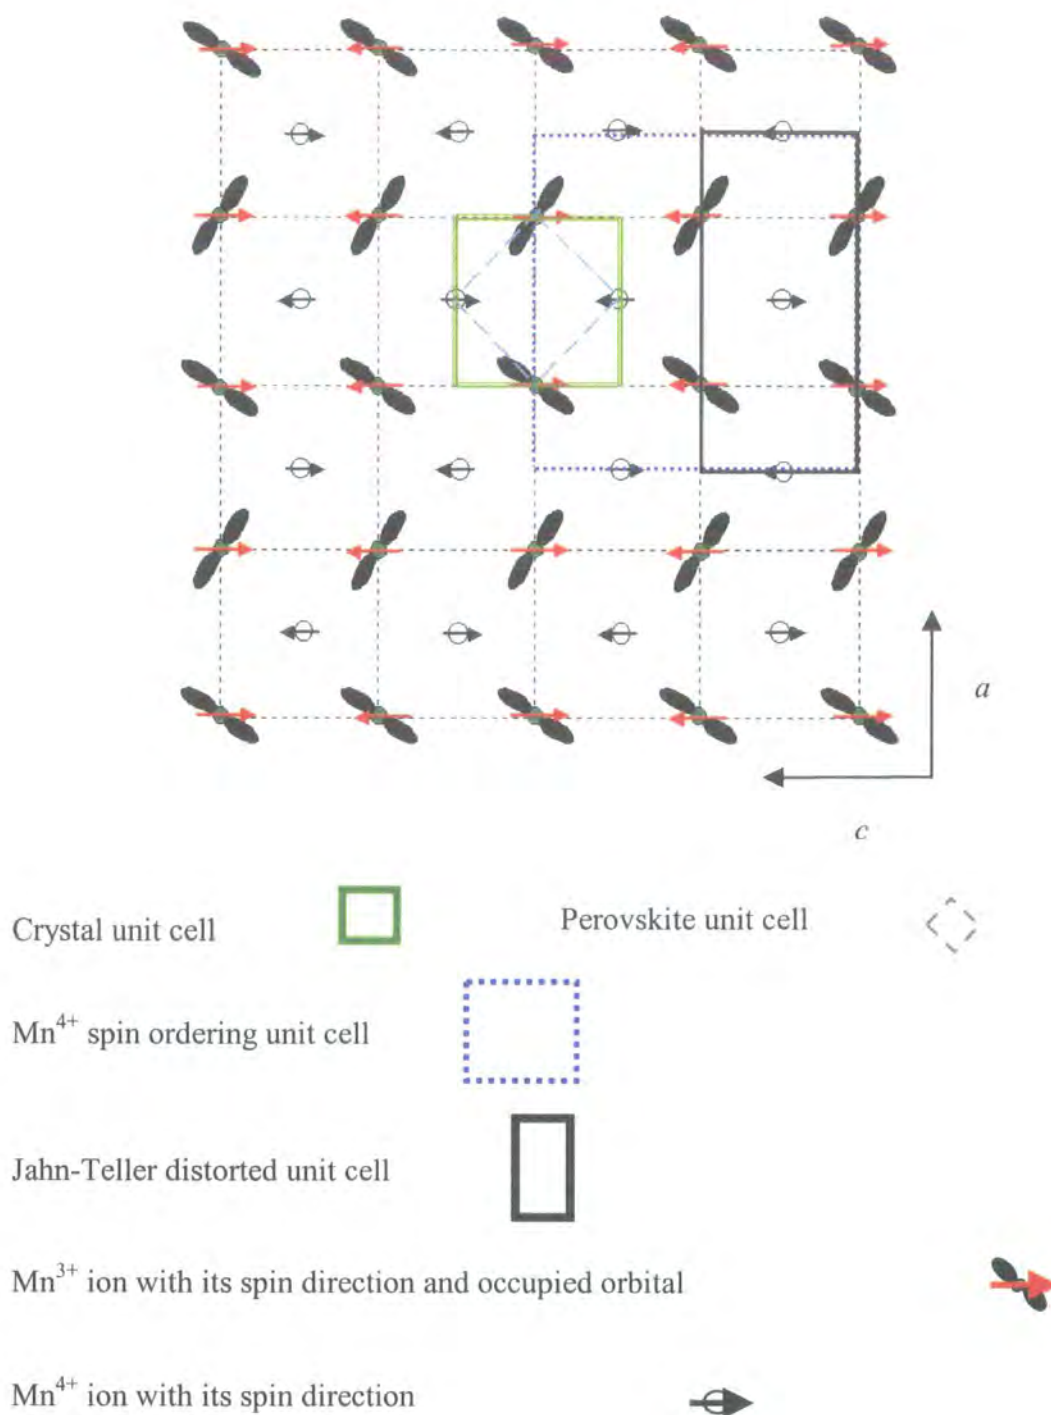 a
c
Crystal unit cell
Perovskite unit cell
Mn⁴⁺ spin ordering unit cell
Jahn-Teller distorted unit cell
Mn³⁺ ion with its spin direction and occupied orbital
Mn⁴⁺ ion with its spin direction